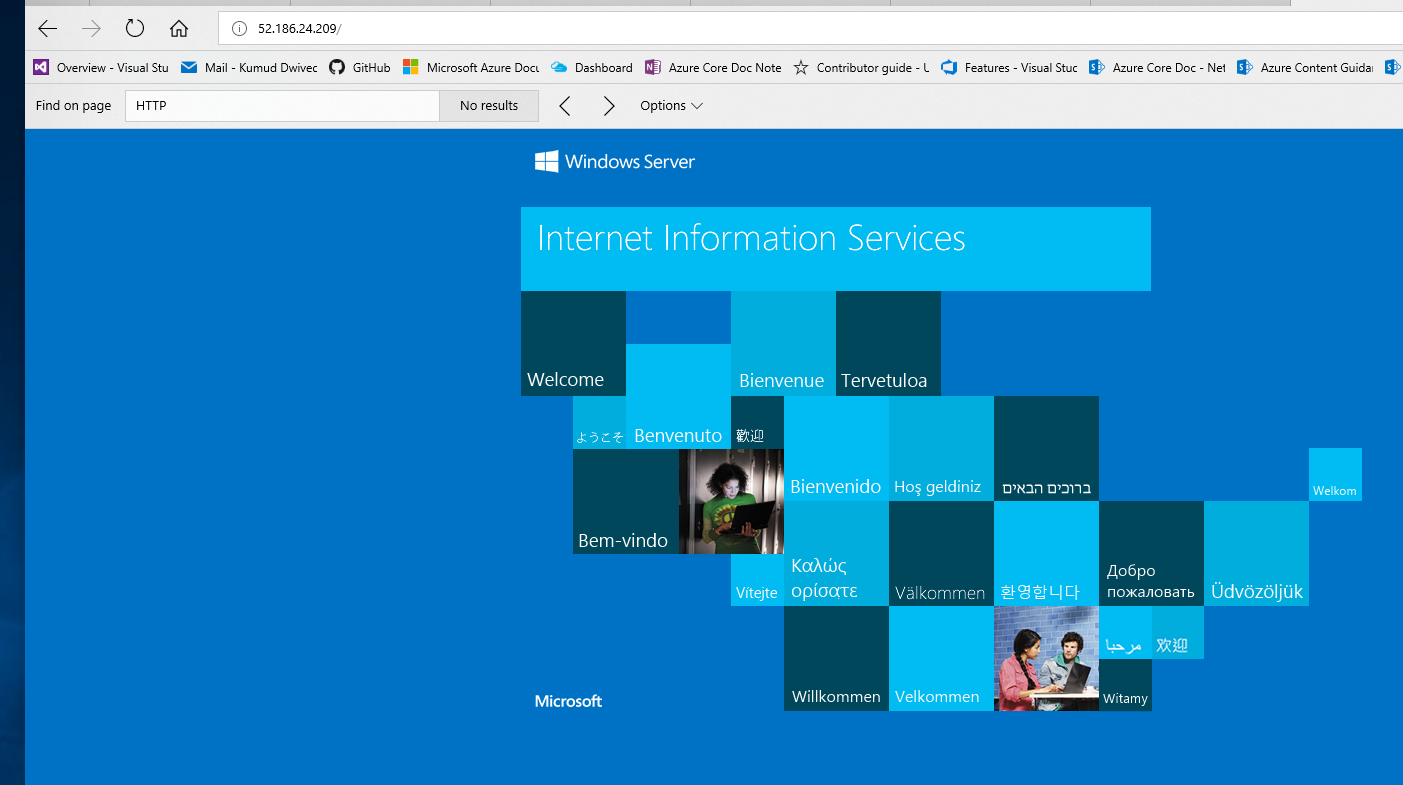 52.186.24.209/
Overview - Visual Stu
Mail - Kumud Dwivec
GitHub
Microsoft Azure Docu
Dashboard
Azure Core Doc Note
Contributor guide - U
Features - Visual Stuc
Azure Core Doc - Net
Azure Content Guidar
Find on page
HTTP
No results
Options
Windows Server
Internet Information Services
Welcome
Bienvenue
Tervetuloa
ようこそ
Benvenuto
歡迎
Bienvenido
Hoş geldiniz
ברוכים הבאים
Welkom
Bem-vindo
Vítejte
Καλώς
ορίσατε
Välkommen
환영합니다
Добро
пожаловать
Üdvözöljük
مرحبا
欢迎
Microsoft
Willkommen
Velkommen
Witamy